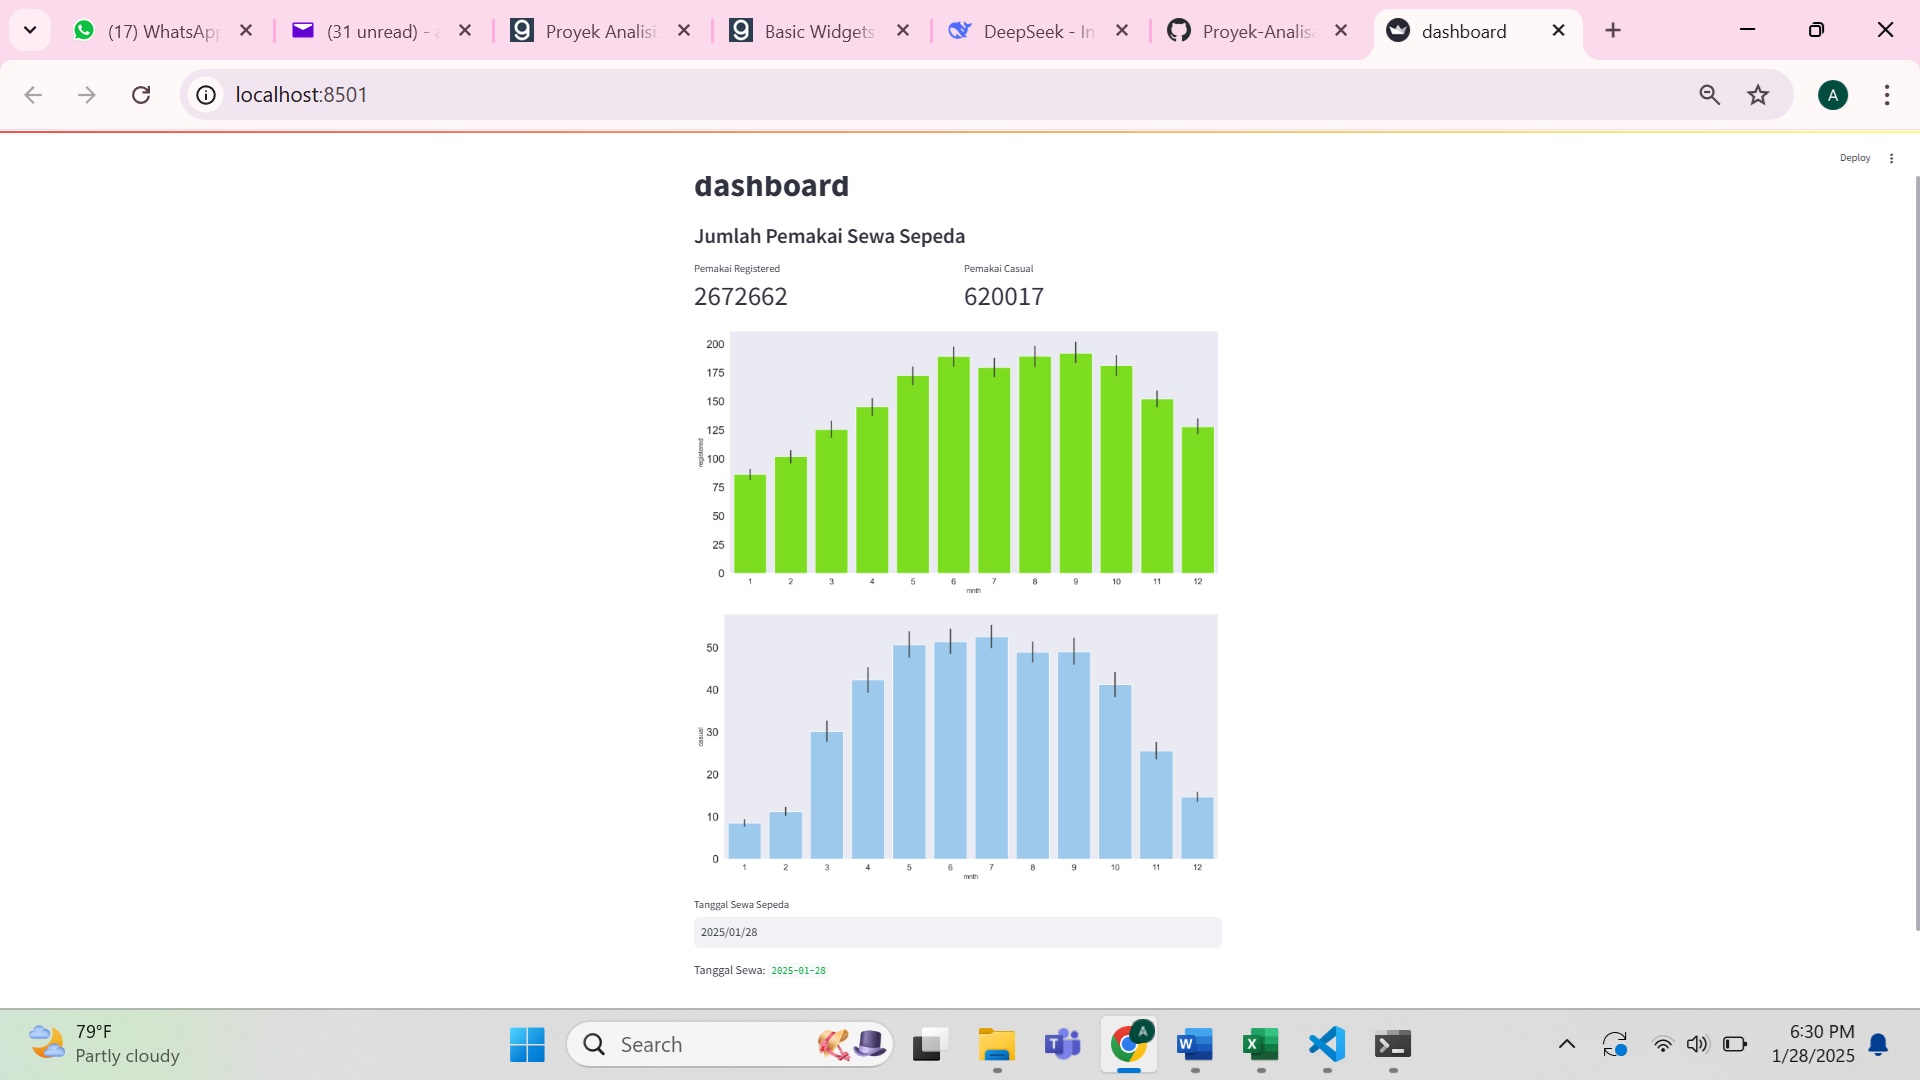 (17) WhatsApp
(31 unread) - a
Proyek Analisi
Basic Widgets
DeepSeek - In
Proyek-Analisa
dashboard
localhost:8501
A
Deploy
dashboard
Jumlah Pemakai Sewa Sepeda
Pemakai Registered
Pemakai Casual
2672662
620017
200
175
150
125
100
75
50
25
0
registered
1 2 3 4 5 6 7 8 9 10 11 12
mnth
50
40
30
20
10
0
casual
1 2 3 4 5 6 7 8 9 10 11 12
mnth
Tanggal Sewa Sepeda
2025/01/28
Tanggal Sewa: 2025-01-28
79°F
Partly cloudy
Search
A
6:30 PM
1/28/2025